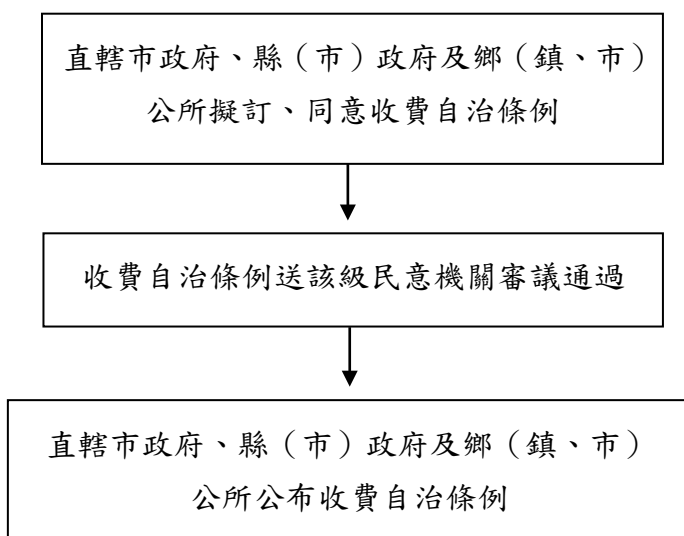 直轄市政府、縣（市）政府及鄉（鎮、市）
公所擬訂、同意收費自治條例
收費自治條例送該級民意機關審議通過
直轄市政府、縣（市）政府及鄉（鎮、市）
公所公布收費自治條例